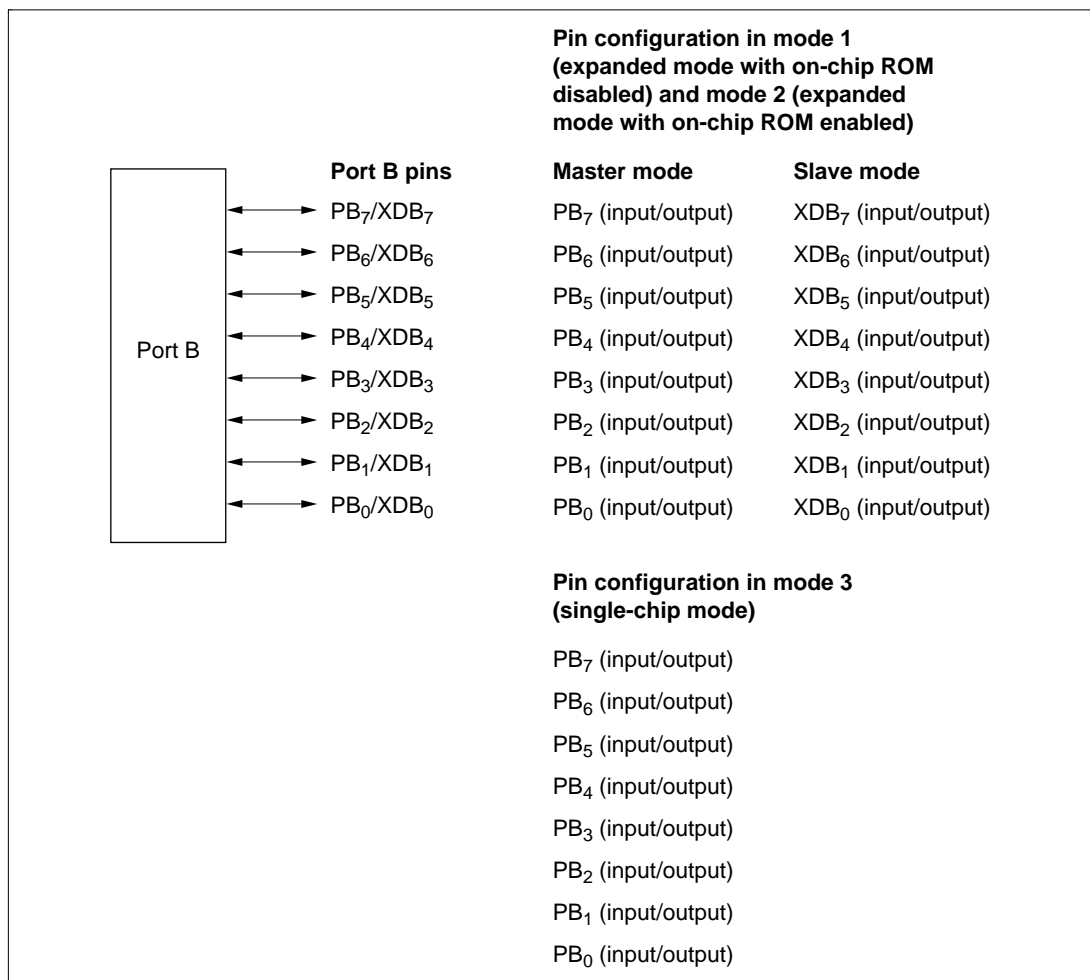 Pin configuration in mode 1
(expanded mode with on-chip ROM
disabled) and mode 2 (expanded
mode with on-chip ROM enabled)
Port B pins Master mode Slave mode
PB₇/XDB₇ PB₇ (input/output) XDB₇ (input/output)
PB₆/XDB₆ PB₆ (input/output) XDB₆ (input/output)
PB₅/XDB₅ PB₅ (input/output) XDB₅ (input/output)
Port B
PB₄/XDB₄ PB₄ (input/output) XDB₄ (input/output)
PB₃/XDB₃ PB₃ (input/output) XDB₃ (input/output)
PB₂/XDB₂ PB₂ (input/output) XDB₂ (input/output)
PB₁/XDB₁ PB₁ (input/output) XDB₁ (input/output)
PB₀/XDB₀ PB₀ (input/output) XDB₀ (input/output)
Pin configuration in mode 3
(single-chip mode)
PB₇ (input/output)
PB₆ (input/output)
PB₅ (input/output)
PB₄ (input/output)
PB₃ (input/output)
PB₂ (input/output)
PB₁ (input/output)
PB₀ (input/output)